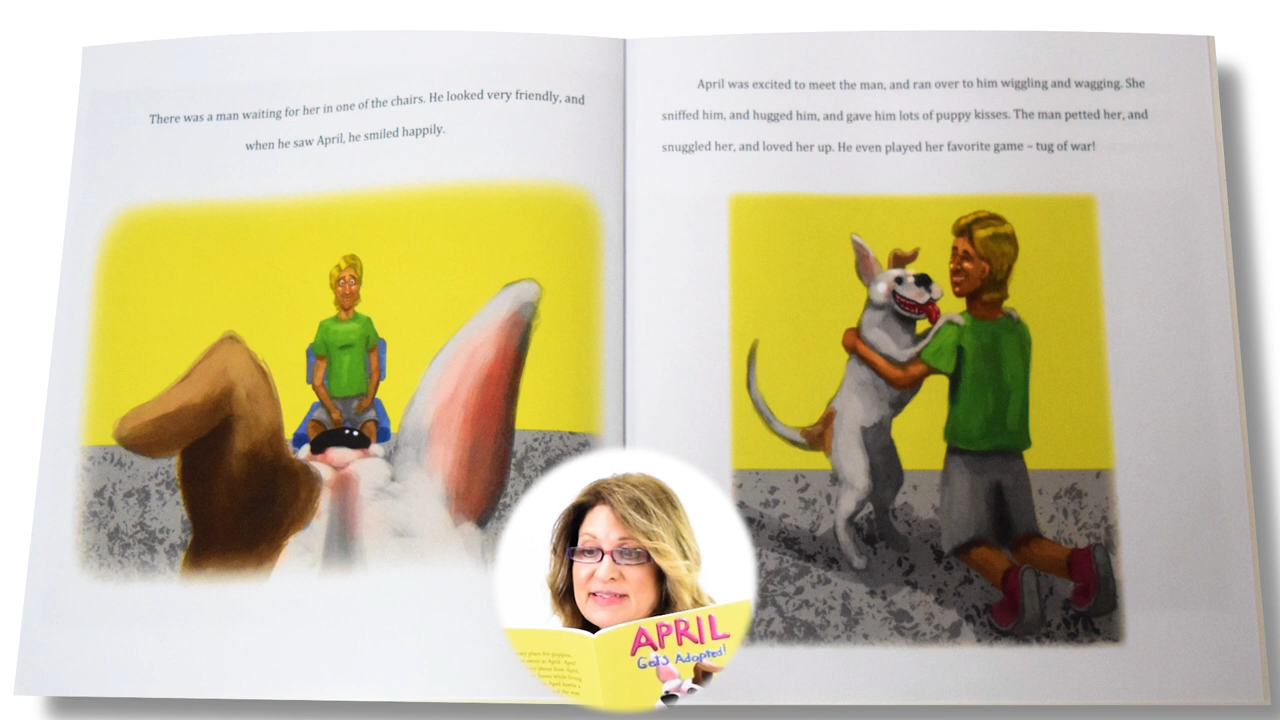 There was a man waiting for her in one of the chairs. He looked very friendly, and
when he saw April, he smiled happily.
April was excited to meet the man, and ran over to him wiggling and wagging. She
sniffed him, and hugged him, and gave him lots of puppy kisses. The man petted her, and
snuggled her, and loved her up. He even played her favorite game – tug of war!
APRIL
Gets Adopted!